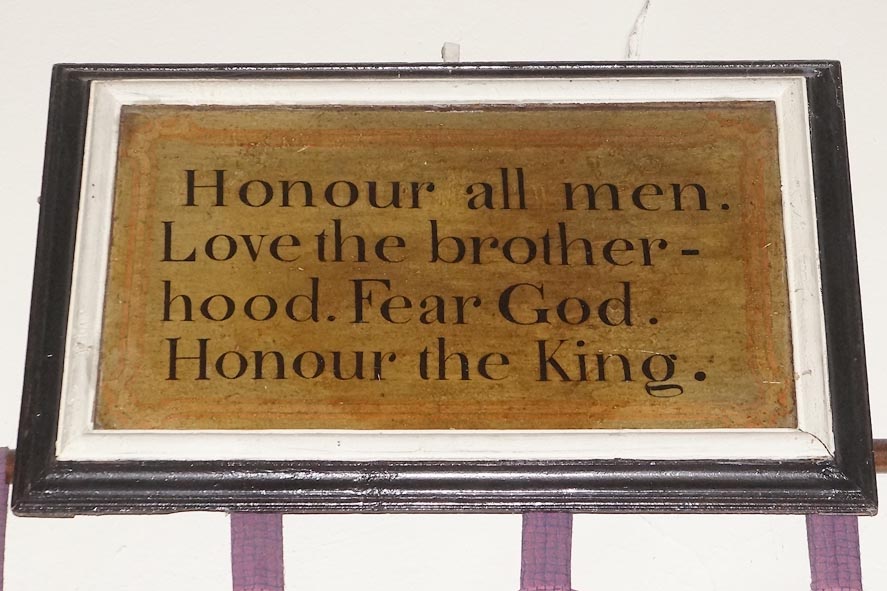 Honour all men.
Love the brother-
hood. Fear God.
Honour the King.